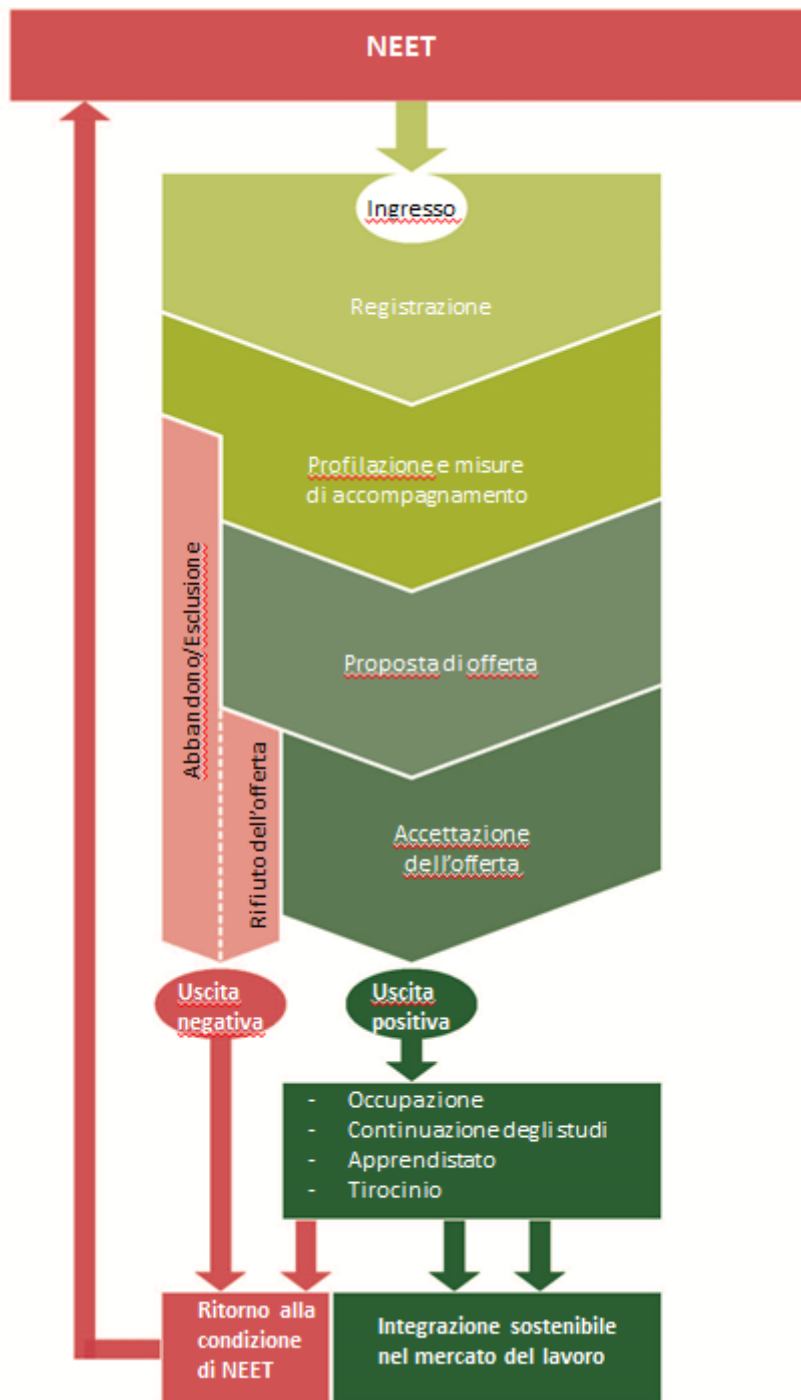 NEET
Ingresso
Registrazione
Profilazione e misure
di accompagnamento
Abbandono/Esclusione
Proposta di offerta
Rifiuto dell'offerta
Accettazione
dell'offerta
Uscita
negativa
Uscita
positiva
- Occupazione
- Continuazione degli studi
- Apprendistato
- Tirocinio
Ritorno alla
condizione
di NEET
Integrazione sostenibile
nel mercato del lavoro